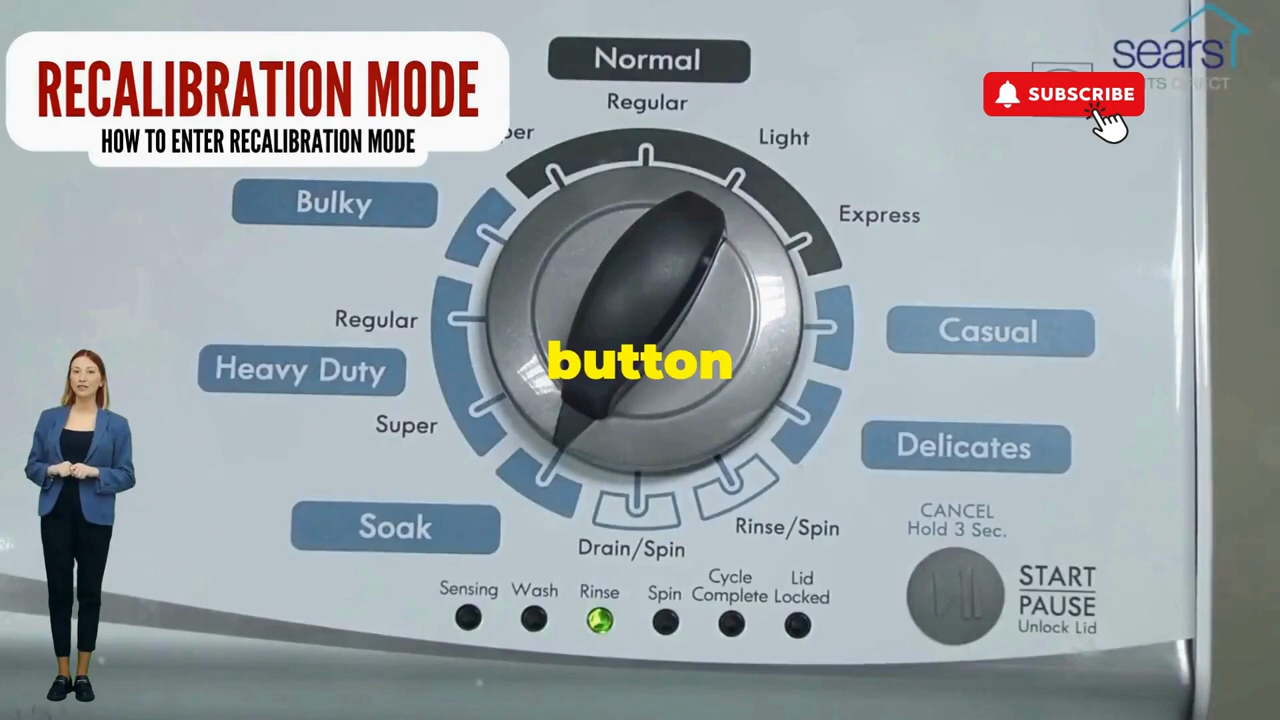 RECALIBRATION MODE
HOW TO ENTER RECALIBRATION MODE
sears
SUBSCRIBE
Normal
Regular
Light
Express
Bulky
Regular
Heavy Duty
Super
Casual
Delicates
button
Soak
Drain/Spin
Rinse/Spin
CANCEL
Hold 3 Sec.
Sensing
Wash
Rinse
Spin
Cycle
Complete
Lid
Locked
START
PAUSE
Unlock Lid